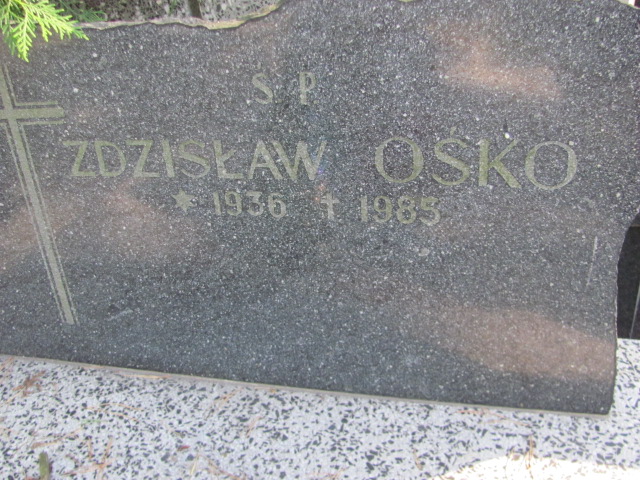 Ś P
ZDZISŁAW OŚKO
* 1936 † 1985